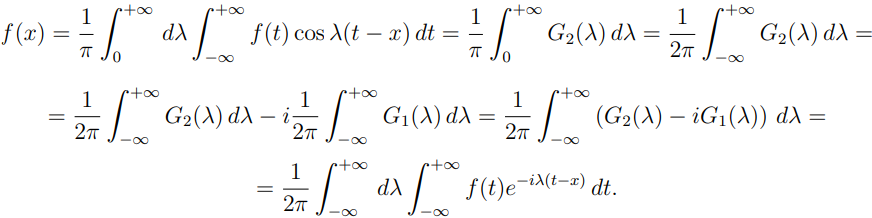 f(x) = \frac{1}{\pi} \int_{0}^{+\infty} d\lambda \int_{-\infty}^{+\infty} f(t) \cos \lambda(t - x) \, dt = \frac{1}{\pi} \int_{0}^{+\infty} G_2(\lambda) \, d\lambda = \frac{1}{2\pi} \int_{-\infty}^{+\infty} G_2(\lambda) \, d\lambda =
= \frac{1}{2\pi} \int_{-\infty}^{+\infty} G_2(\lambda) \, d\lambda - i \frac{1}{2\pi} \int_{-\infty}^{+\infty} G_1(\lambda) \, d\lambda = \frac{1}{2\pi} \int_{-\infty}^{+\infty} (G_2(\lambda) - iG_1(\lambda)) \, d\lambda =
= \frac{1}{2\pi} \int_{-\infty}^{+\infty} d\lambda \int_{-\infty}^{+\infty} f(t) e^{-i\lambda(t-x)} \, dt.